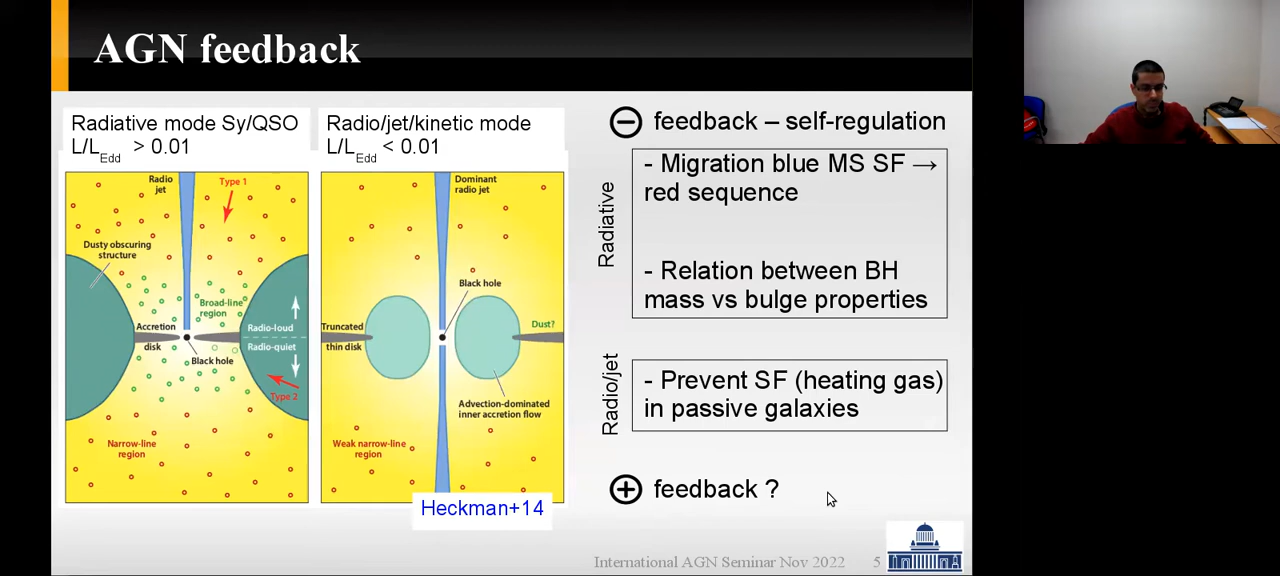 AGN feedback
Radiative mode Sy/QSO
L/LEdd > 0.01
Radio/jet/kinetic mode
L/LEdd < 0.01
Radio
jet
Type 1
Dusty obscuring
structure
Broad-line
region
Accretion
disk
Radio-loud
Radio-quiet
Black hole
Type 2
Narrow-line
region
Dominant
radio jet
Black hole
Truncated
thin disk
Dust?
Advection-dominated
inner accretion flow
Weak narrow-line
region
Heckman+14
− feedback – self-regulation
Radiative
- Migration blue MS SF →
red sequence
- Relation between BH
mass vs bulge properties
Radio/jet
- Prevent SF (heating gas)
in passive galaxies
+ feedback ?
International AGN Seminar Nov 2022
5